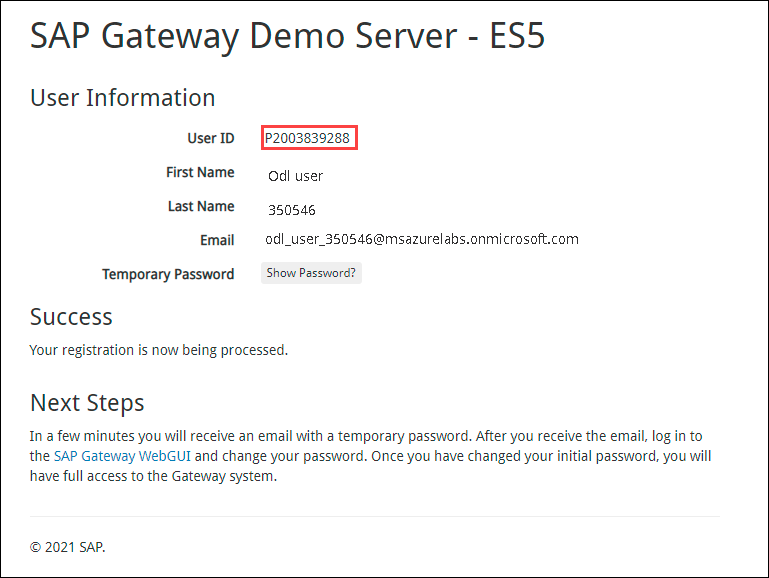 SAP Gateway Demo Server - ES5
User Information
User ID P2003839288
First Name Odl user
Last Name 350546
Email odl_user_350546@msazurelabs.onmicrosoft.com
Temporary Password Show Password?
Success
Your registration is now being processed.
Next Steps
In a few minutes you will receive an email with a temporary password. After you receive the email, log in to
the SAP Gateway WebGUI and change your password. Once you have changed your initial password, you will
have full access to the Gateway system.
© 2021 SAP.